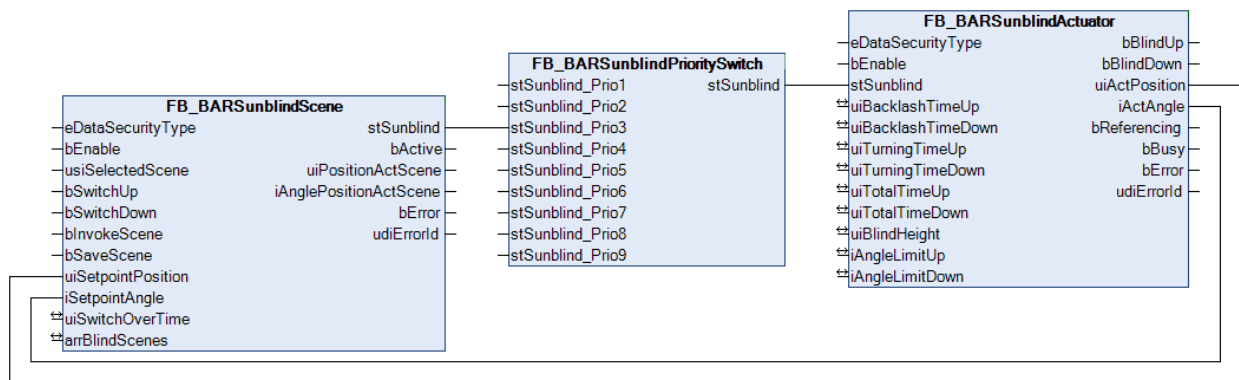 FB_BARSunblindScene
eDataSecurityType
bEnable
usiSelectedScene
bSwitchUp
bSwitchDown
bInvokeScene
bSaveScene
uiSetpointPosition
iSetpointAngle
uiSwitchOverTime
arrBlindScenes
stSunblind
bActive
uiPositionActScene
iAnglePositionActScene
bError
udiErrorId
FB_BARSunblindPrioritySwitch
stSunblind_Prio1
stSunblind_Prio2
stSunblind_Prio3
stSunblind_Prio4
stSunblind_Prio5
stSunblind_Prio6
stSunblind_Prio7
stSunblind_Prio8
stSunblind_Prio9
stSunblind
FB_BARSunblindActuator
eDataSecurityType
bEnable
stSunblind
uiBacklashTimeUp
uiBacklashTimeDown
uiTurningTimeUp
uiTurningTimeDown
uiTotalTimeUp
uiTotalTimeDown
uiBlindHeight
iAngleLimitUp
iAngleLimitDown
bBlindUp
bBlindDown
uiActPosition
iActAngle
bReferencing
bBusy
bError
udiErrorId